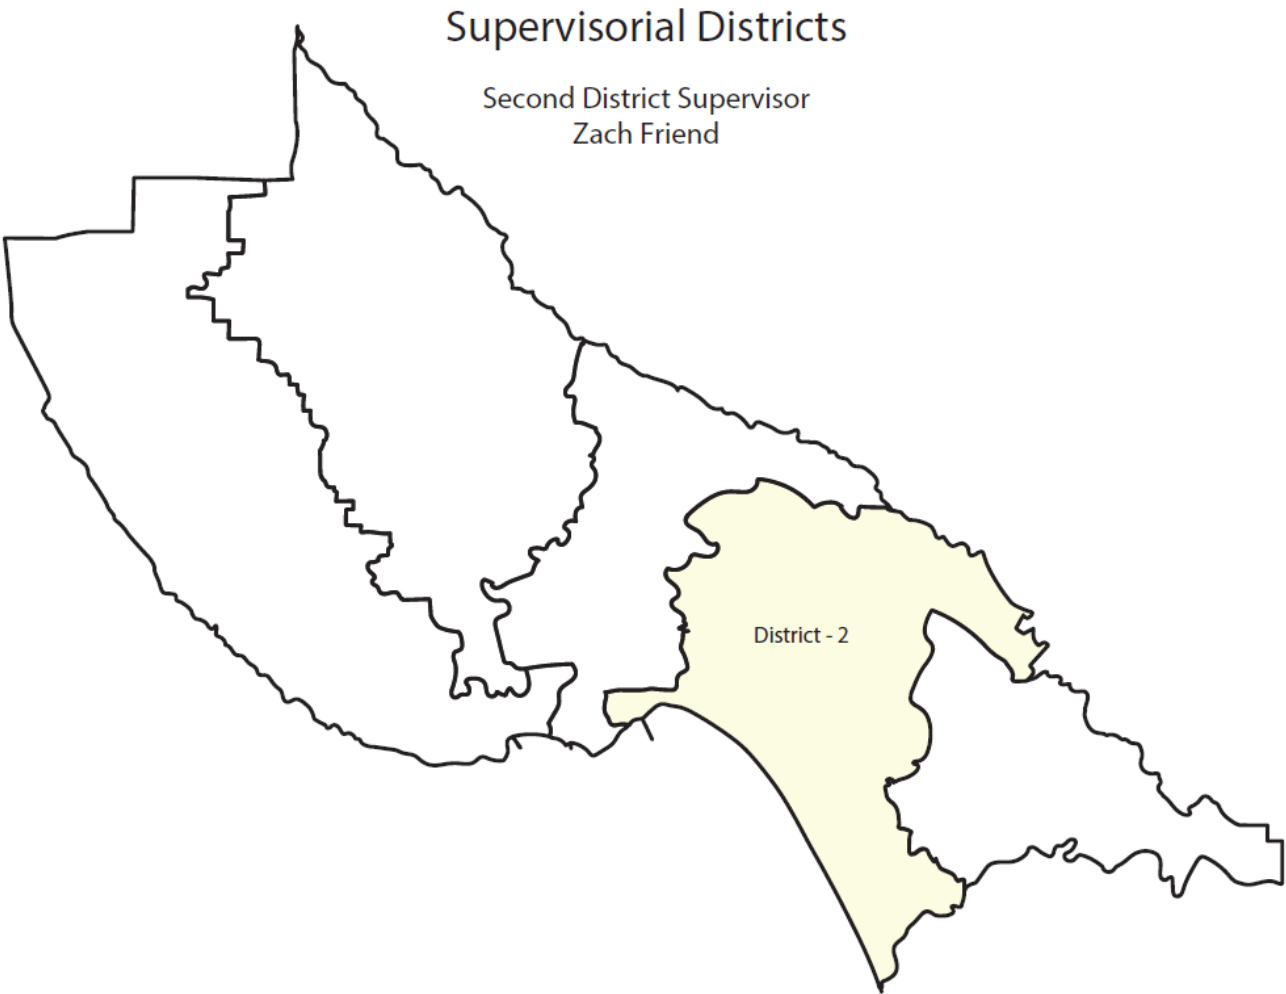 Supervisorial Districts
Second District Supervisor
Zach Friend
District - 2